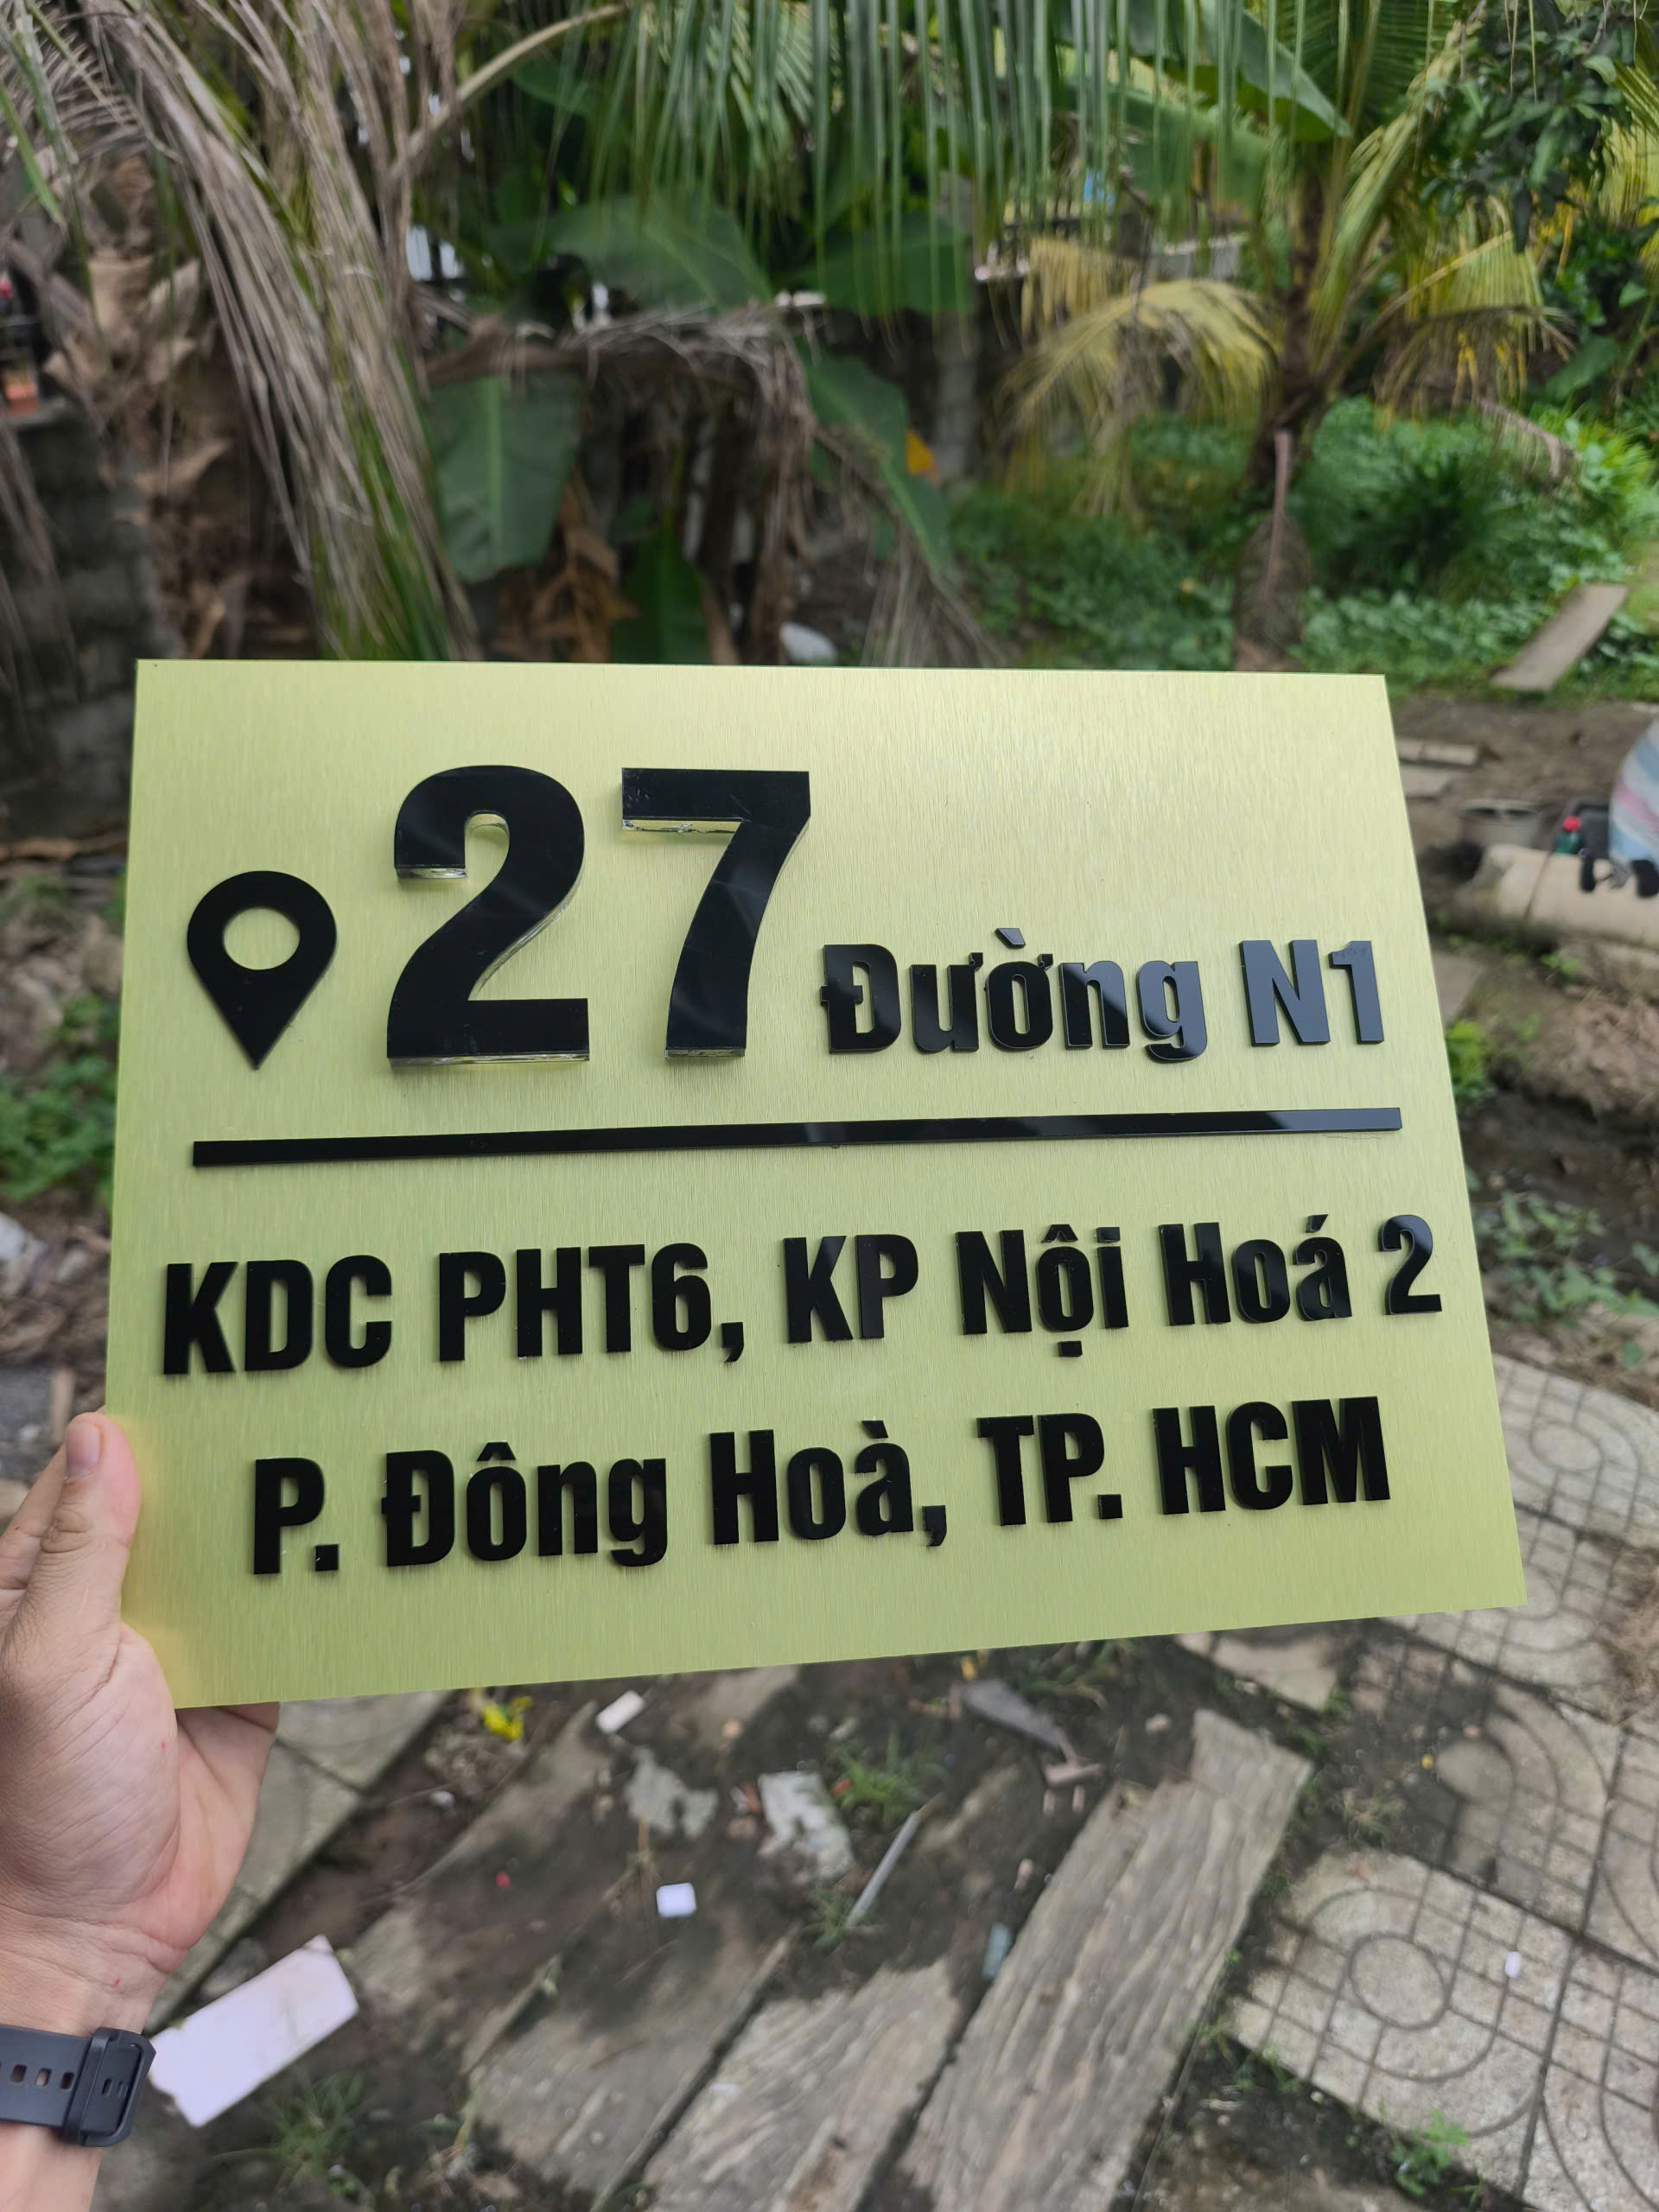 27 Đường N1
KDC PHT6, KP Nội Hoá 2
P. Đông Hoà, TP. HCM